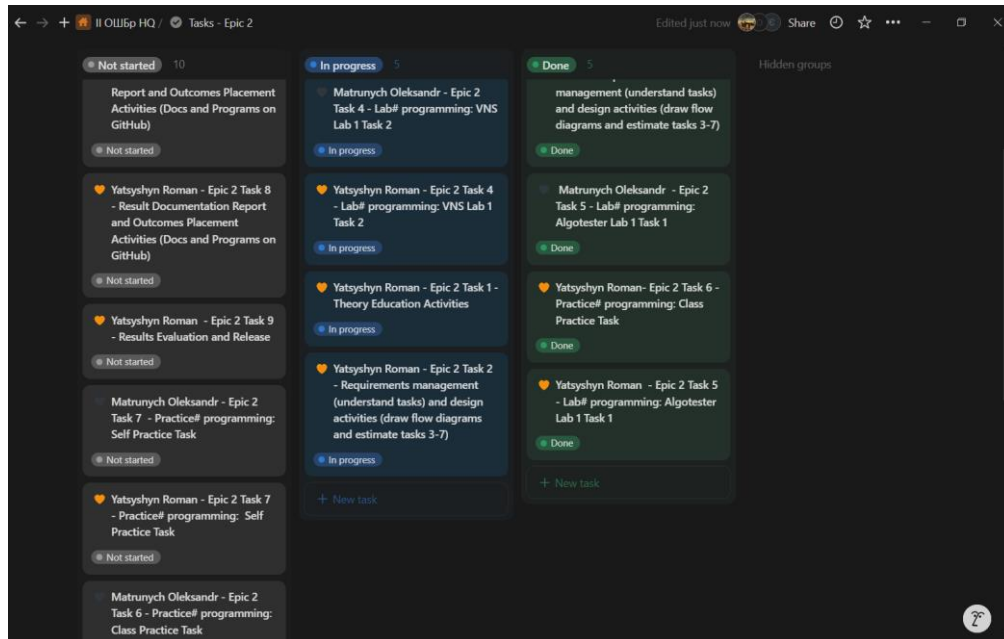 II ОШБр HQ / Tasks - Epic 2
Edited just now
Share
Not started 10
Report and Outcomes Placement
Activities (Docs and Programs on
GitHub)
Not started
Yatsyshyn Roman - Epic 2 Task 8
- Result Documentation Report
and Outcomes Placement
Activities (Docs and Programs on
GitHub)
Not started
Yatsyshyn Roman - Epic 2 Task 9
- Results Evaluation and Release
Not started
Matrunych Oleksandr - Epic 2
Task 7 - Practice# programming:
Self Practice Task
Not started
Yatsyshyn Roman - Epic 2 Task 7
- Practice# programming: Self
Practice Task
Not started
Matrunych Oleksandr - Epic 2
Task 6 - Practice# programming:
Class Practice Task
In progress 5
Matrunych Oleksandr - Epic 2
Task 4 - Lab# programming: VNS
Lab 1 Task 2
In progress
Yatsyshyn Roman - Epic 2 Task 4
- Lab# programming: VNS Lab 1
Task 2
In progress
Yatsyshyn Roman - Epic 2 Task 1 -
Theory Education Activities
In progress
Yatsyshyn Roman - Epic 2 Task 2
- Requirements management
(understand tasks) and design
activities (draw flow diagrams
and estimate tasks 3-7)
In progress
+ New task
Done 5
management (understand tasks)
and design activities (draw flow
diagrams and estimate tasks 3-7)
Done
Matrunych Oleksandr - Epic 2
Task 5 - Lab# programming:
Algotester Lab 1 Task 1
Done
Yatsyshyn Roman- Epic 2 Task 6 -
Practice# programming: Class
Practice Task
Done
Yatsyshyn Roman - Epic 2 Task 5
- Lab# programming: Algotester
Lab 1 Task 1
Done
+ New task
Hidden groups